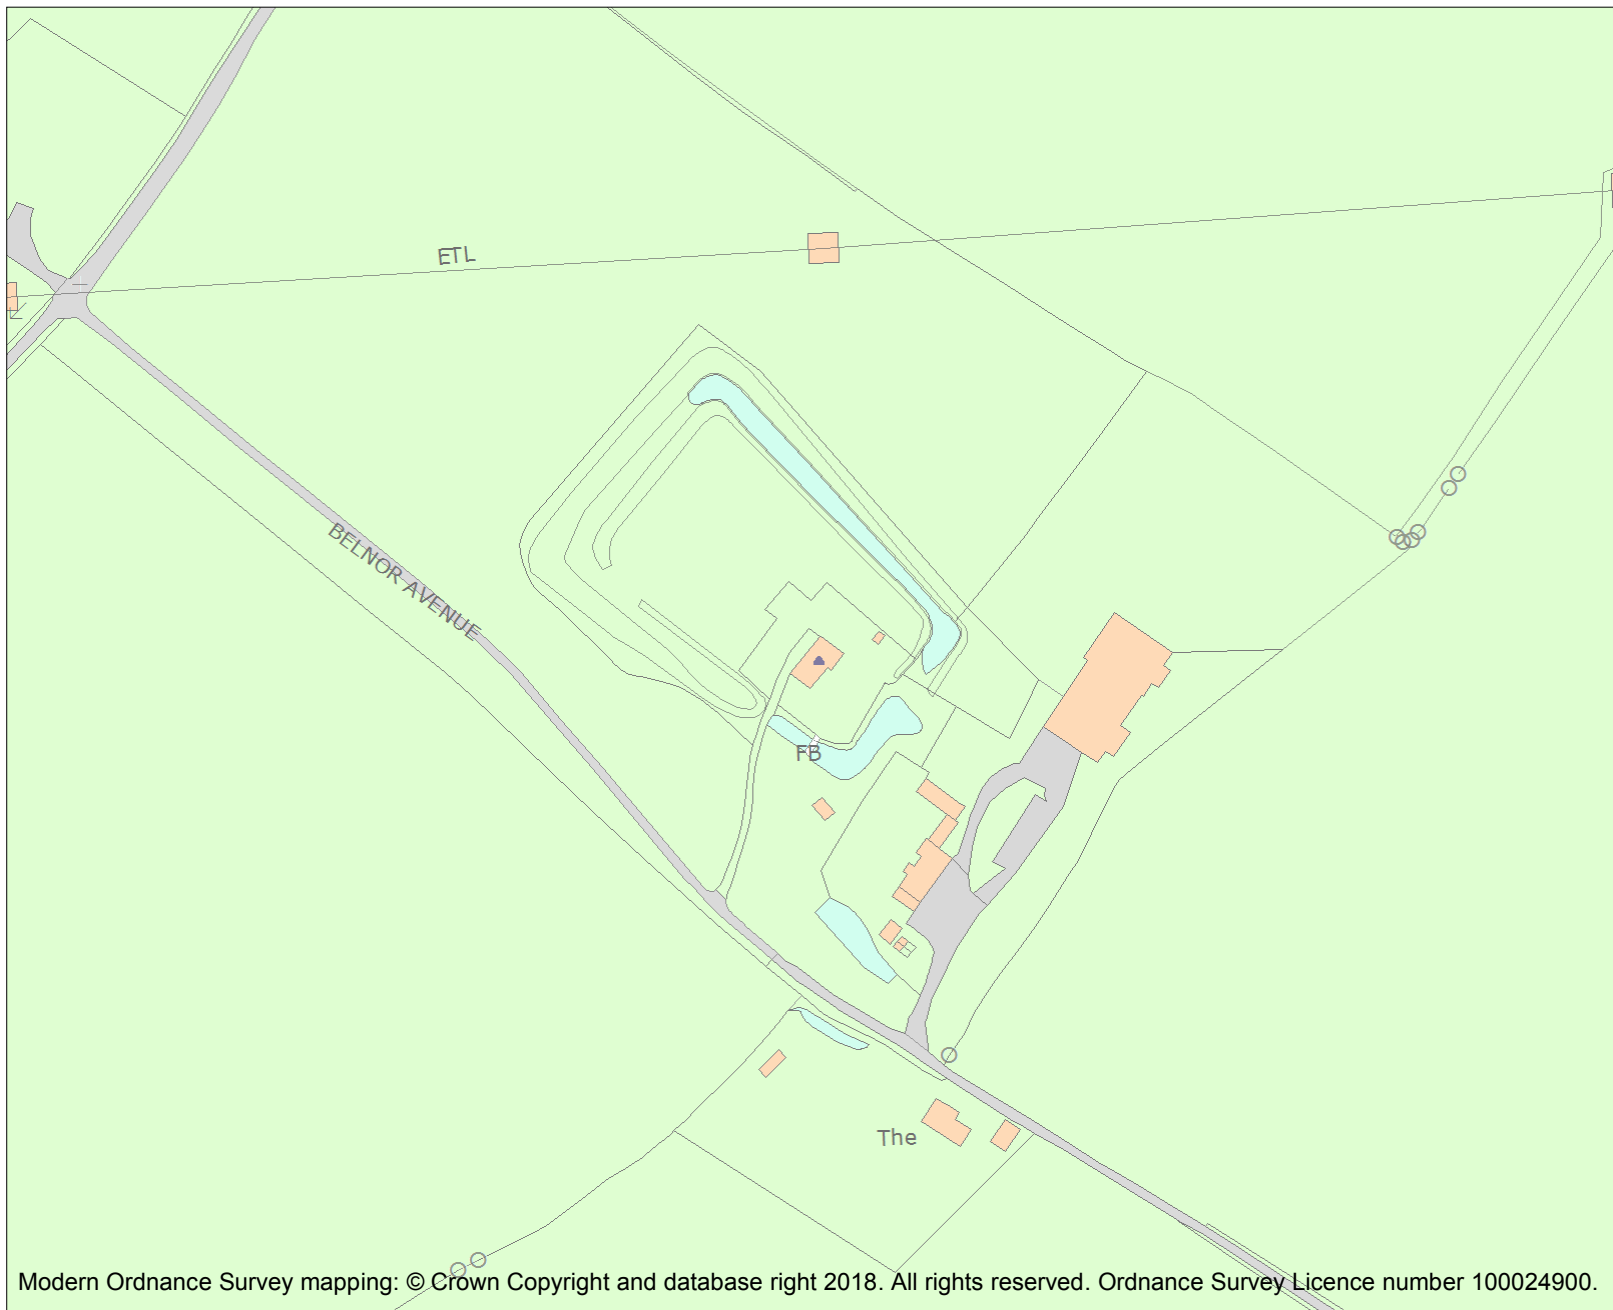 ETL
BELNOR AVENUE
FB
The
Modern Ordnance Survey mapping: © Crown Copyright and database right 2018. All rights reserved. Ordnance Survey Licence number 100024900.